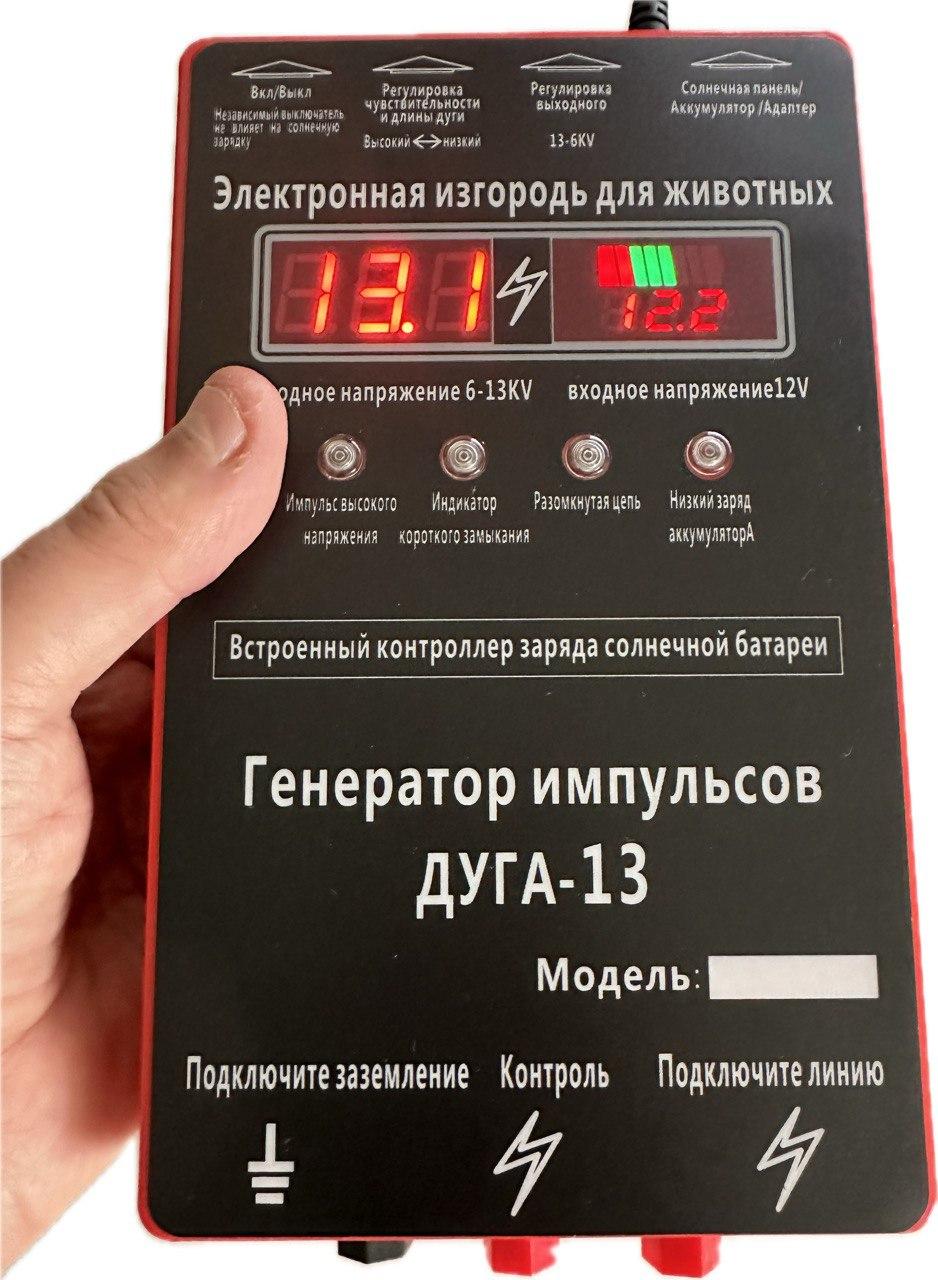 Вкл/Выкл
Независимый выключатель
не влияет на солнечную
зарядку
Регулировка
чувствительности
и длины дуги
Высокий ↔ низкий
Регулировка
выходного
13-6KV
Солнечная панель/
Аккумулятор /Адаптер
Электронная изгородь для животных
13.1
12.2
одное напряжение 6-13KV
входное напряжение12V
Импульс высокого
напряжения
Индикатор
короткого замыкания
Разомкнутая цепь
Низкий заряд
аккумуляторА
Встроенный контроллер заряда солнечной батареи
Генератор импульсов
ДУГА-13
Модель:
Подключите заземление
Контроль
Подключите линию